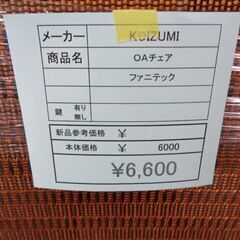 メーカー KOIZUMI
商品名 OAチェア
ファニテック
鍵 有り 無し
新品参考価格 ￥
本体価格 ￥ 6000
￥6,600